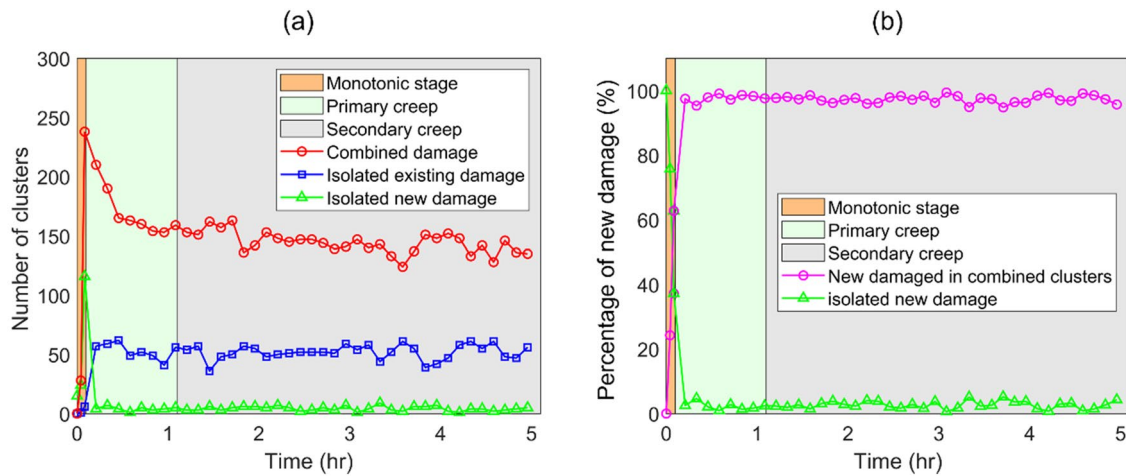 (a)
Number of clusters
300
250
200
150
100
50
0
Monotonic stage
Primary creep
Secondary creep
Combined damage
Isolated existing damage
Isolated new damage
0 1 2 3 4 5
Time (hr)
(b)
Percentage of new damage (%)
100
80
60
40
20
0
Monotonic stage
Primary creep
Secondary creep
New damaged in combined clusters
isolated new damage
0 1 2 3 4 5
Time (hr)